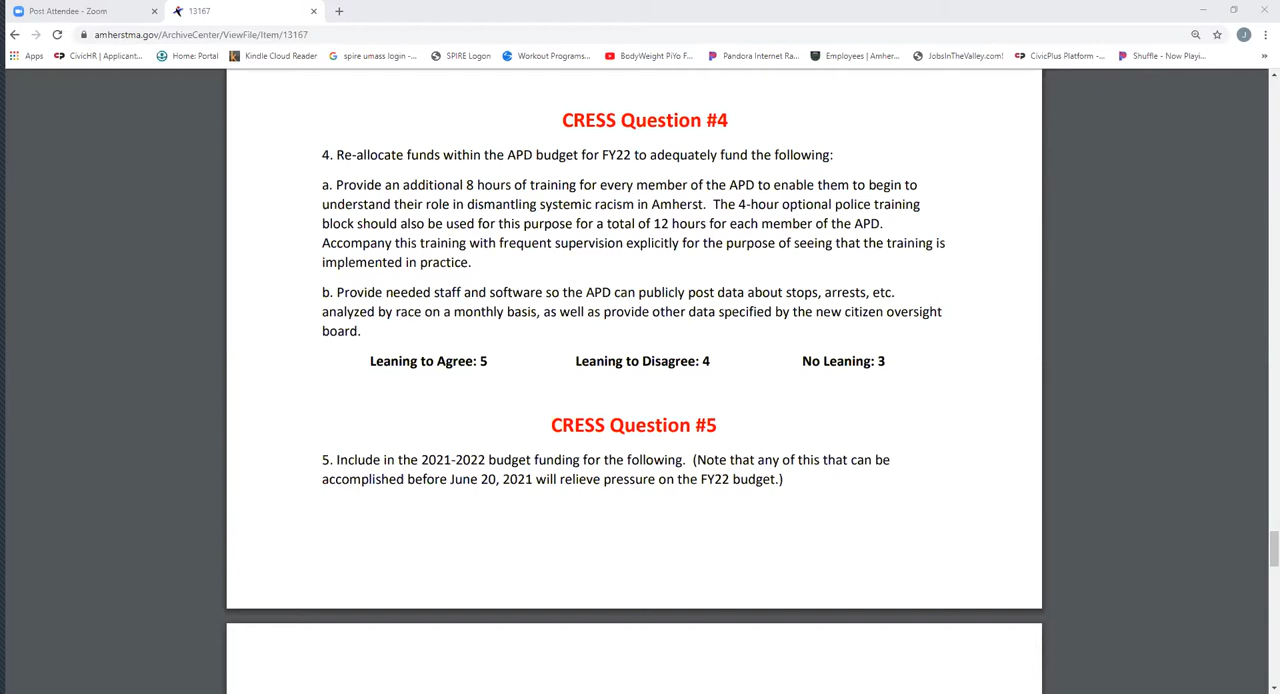 Post Attendee - Zoom
13167
amherstma.gov/ArchiveCenter/ViewFile/Item/13167
Apps CivicHR | Applicant... Home: Portal Kindle Cloud Reader spire umass login -... SPIRE Logon Workout Programs... BodyWeight PiYo F... Pandora Internet Ra... Employees | Amher... JobsInTheValley.com! CivicPlus Platform -... Shuffle - Now Playi... »
CRESS Question #4
4. Re-allocate funds within the APD budget for FY22 to adequately fund the following:
a. Provide an additional 8 hours of training for every member of the APD to enable them to begin to
understand their role in dismantling systemic racism in Amherst. The 4-hour optional police training
block should also be used for this purpose for a total of 12 hours for each member of the APD.
Accompany this training with frequent supervision explicitly for the purpose of seeing that the training is
implemented in practice.
b. Provide needed staff and software so the APD can publicly post data about stops, arrests, etc.
analyzed by race on a monthly basis, as well as provide other data specified by the new citizen oversight
board.
Leaning to Agree: 5 Leaning to Disagree: 4 No Leaning: 3
CRESS Question #5
5. Include in the 2021-2022 budget funding for the following. (Note that any of this that can be
accomplished before June 20, 2021 will relieve pressure on the FY22 budget.)